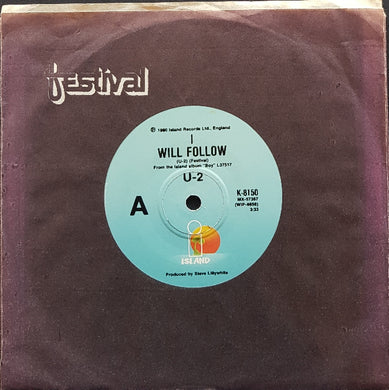 festival
℗ 1980 Island Records Ltd., England
I
WILL FOLLOW
(U-2) (Festival)
From the Island album "Boy" L37517
U-2
A
K-8150
MX-57367
(WIP-6656)
3:33
ISLAND
Produced by Steve Lillywhite